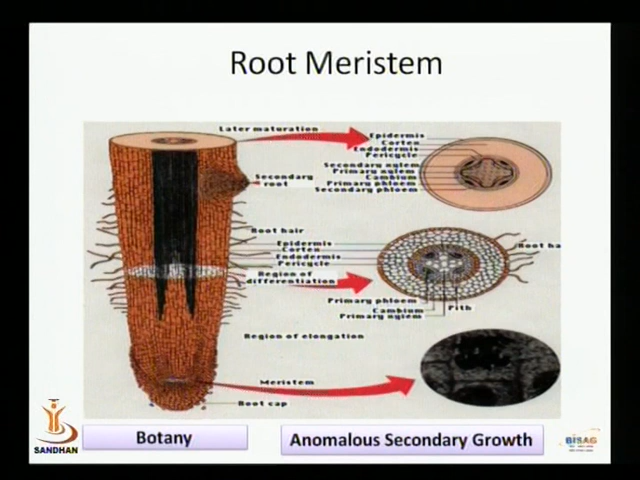 Root Meristem
Later maturation
Epidermis
Cortex
Endodermis
Pericycle
Secondary xylem
Primary xylem
Cambium
Primary phloem
Secondary phloem
Secondary
root
Root hair
Epidermis
Cortex
Endodermis
Pericycle
Root ha
Region of
differentiation
Primary phloem
Cambium
Primary xylem
Pith
Region of elongation
Meristem
Root cap
SANDHAN
Botany
Anomalous Secondary Growth
BISAG